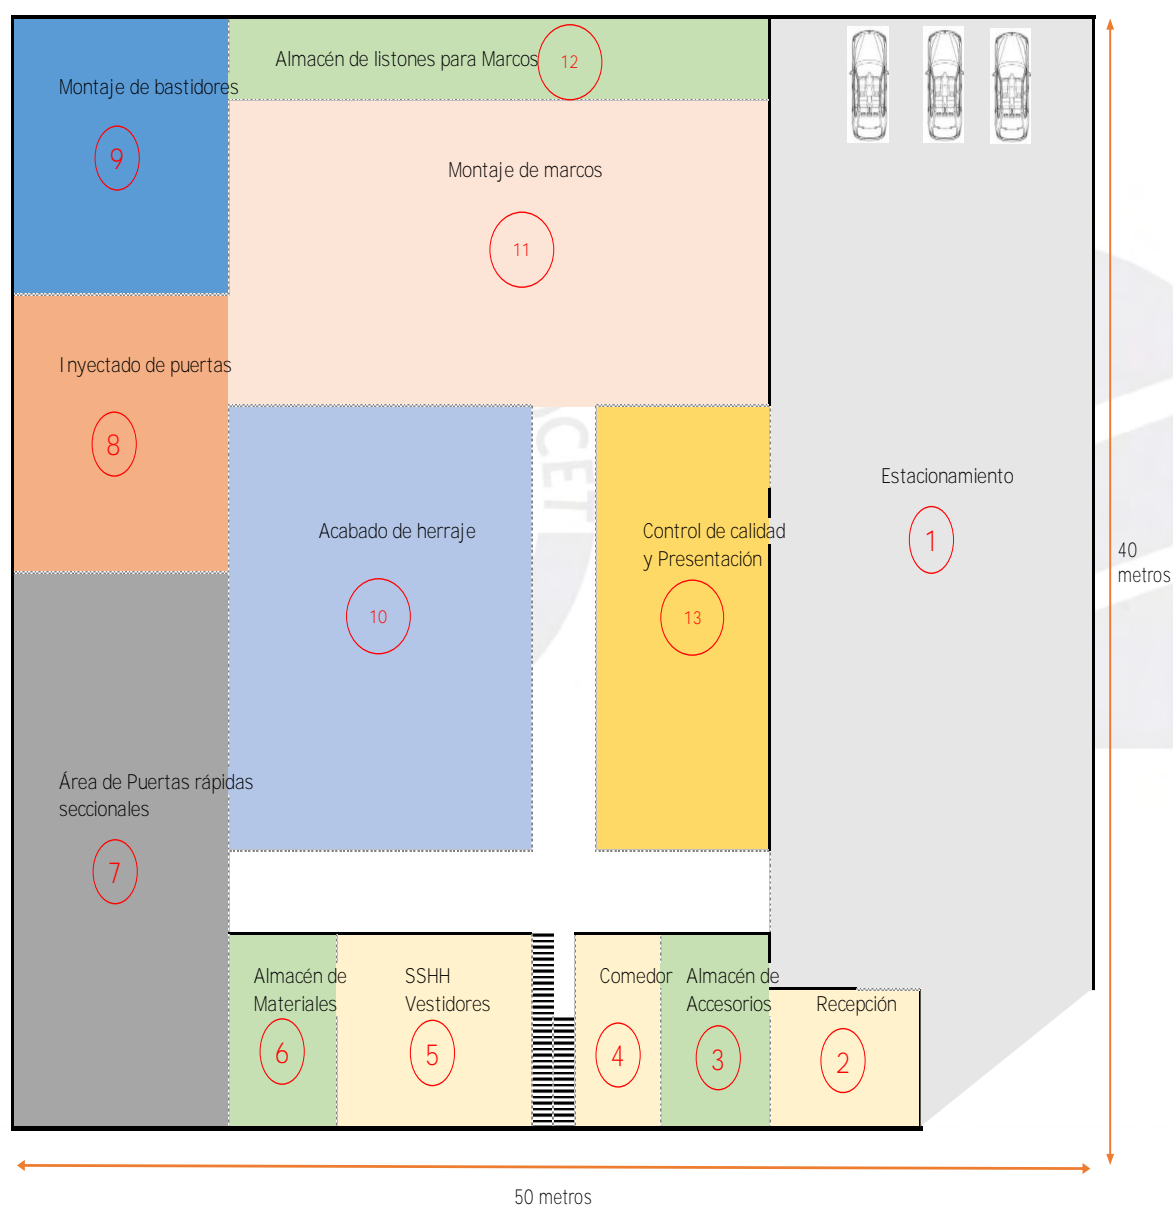 Almacén de listones para Marcos
12
Montaje de bastidores
9
Montaje de marcos
11
Inyectado de puertas
8
Estacionamiento
1
Acabado de herraje
10
Control de calidad
y Presentación
13
40
metros
Área de Puertas rápidas
seccionales
7
Almacén de
Materiales
6
SSHH
Vestidores
5
Comedor
4
Almacén de
Accesorios
3
Recepción
2
50 metros